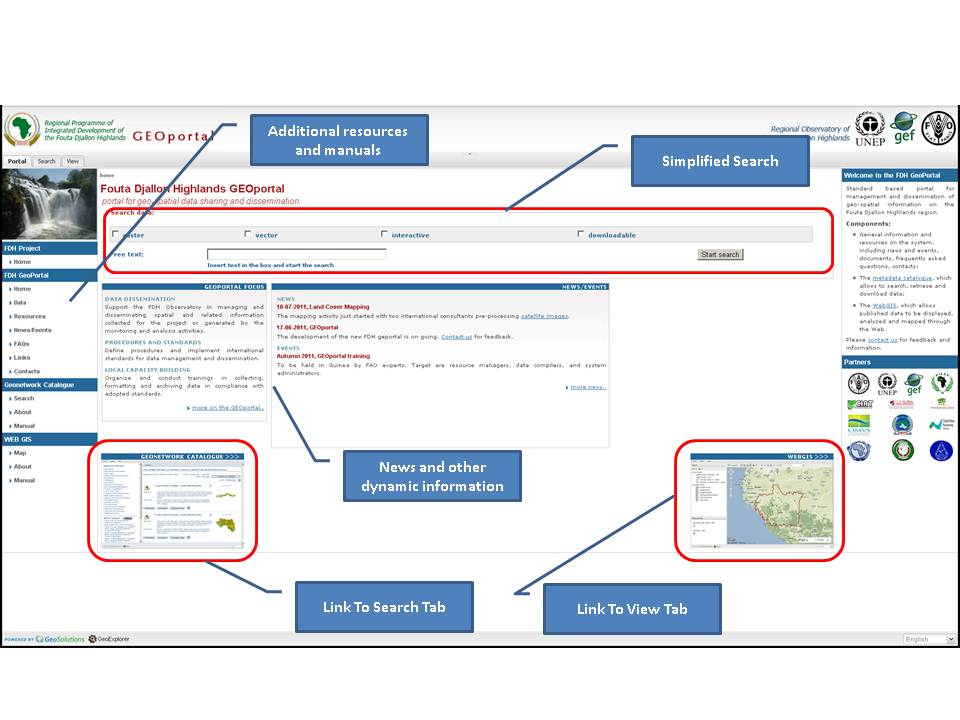 Regional Programme of
Integrated Development of
the Fouta Djallon Highlands
GEOportal
Additional resources
and manuals
Simplified Search
Regional Observatory of
n Highlands
UNEP
gef
FAO
Portal
Search
View
home
Fouta Djallon Highlands GEOportal
portal for geo-spatial data sharing and dissemination
Search data:
raster
vector
interactive
downloadable
ree text:
Start search
Insert text in the box and start the search
FDH Project
Home
FDH GeoPortal
Home
Data
Resources
News/Events
FAQs
Links
Contacts
Geonetwork Catalogue
Search
About
Manual
WEB GIS
Map
About
Manual
GEOPORTAL FOCUS
DATA DISSEMINATION
Support the FDH Observatory in managing and
disseminating spatial and related information
collected for the project or generated by the
monitoring and analysis activities.
PROCEDURES AND STANDARDS
Define procedures and implement international
standards for data management and dissemination.
LOCAL CAPACITY BUILDING
Organize and conduct trainings in collecting,
formatting and archiving data in compliance with
adopted standards.
more on the GEOportal..
NEWS/EVENTS
NEWS
10-07-2011, Land Cover Mapping
The mapping activity just started with two international consultants pre-processing satellite images.
17-06-2011, GEOportal
The development of the new FDH geportal is on going. Contact us for feedback.
EVENTS
Autumn 2011, GEOportal training
To be held in Guinea by FAO experts. Target are resource managers, data compilers, and system
administrators.
more news..
Welcome to the FDH GeoPortal
Standard based portal for
management and dissemination of
geo-spatial information on the
Fouta Djallon Highlands region.
Components:
General information and
resources on the system,
including news and events,
documents, frequently asked
questions, contacts;
The metadata catalogue, which
allows to search, retrieve and
download data;
The WebGIS, which allows
published data to be displayed,
analyzed and mapped through
the Web.
Please contact us for feedback and
information.
Partners
UNEP
gef
OMVS
GEONETWORK CATALOGUE >>>
WEBGIS >>>
News and other
dynamic information
Link To Search Tab
Link To View Tab
POWERED BY GeoSolutions GeoExplorer
English